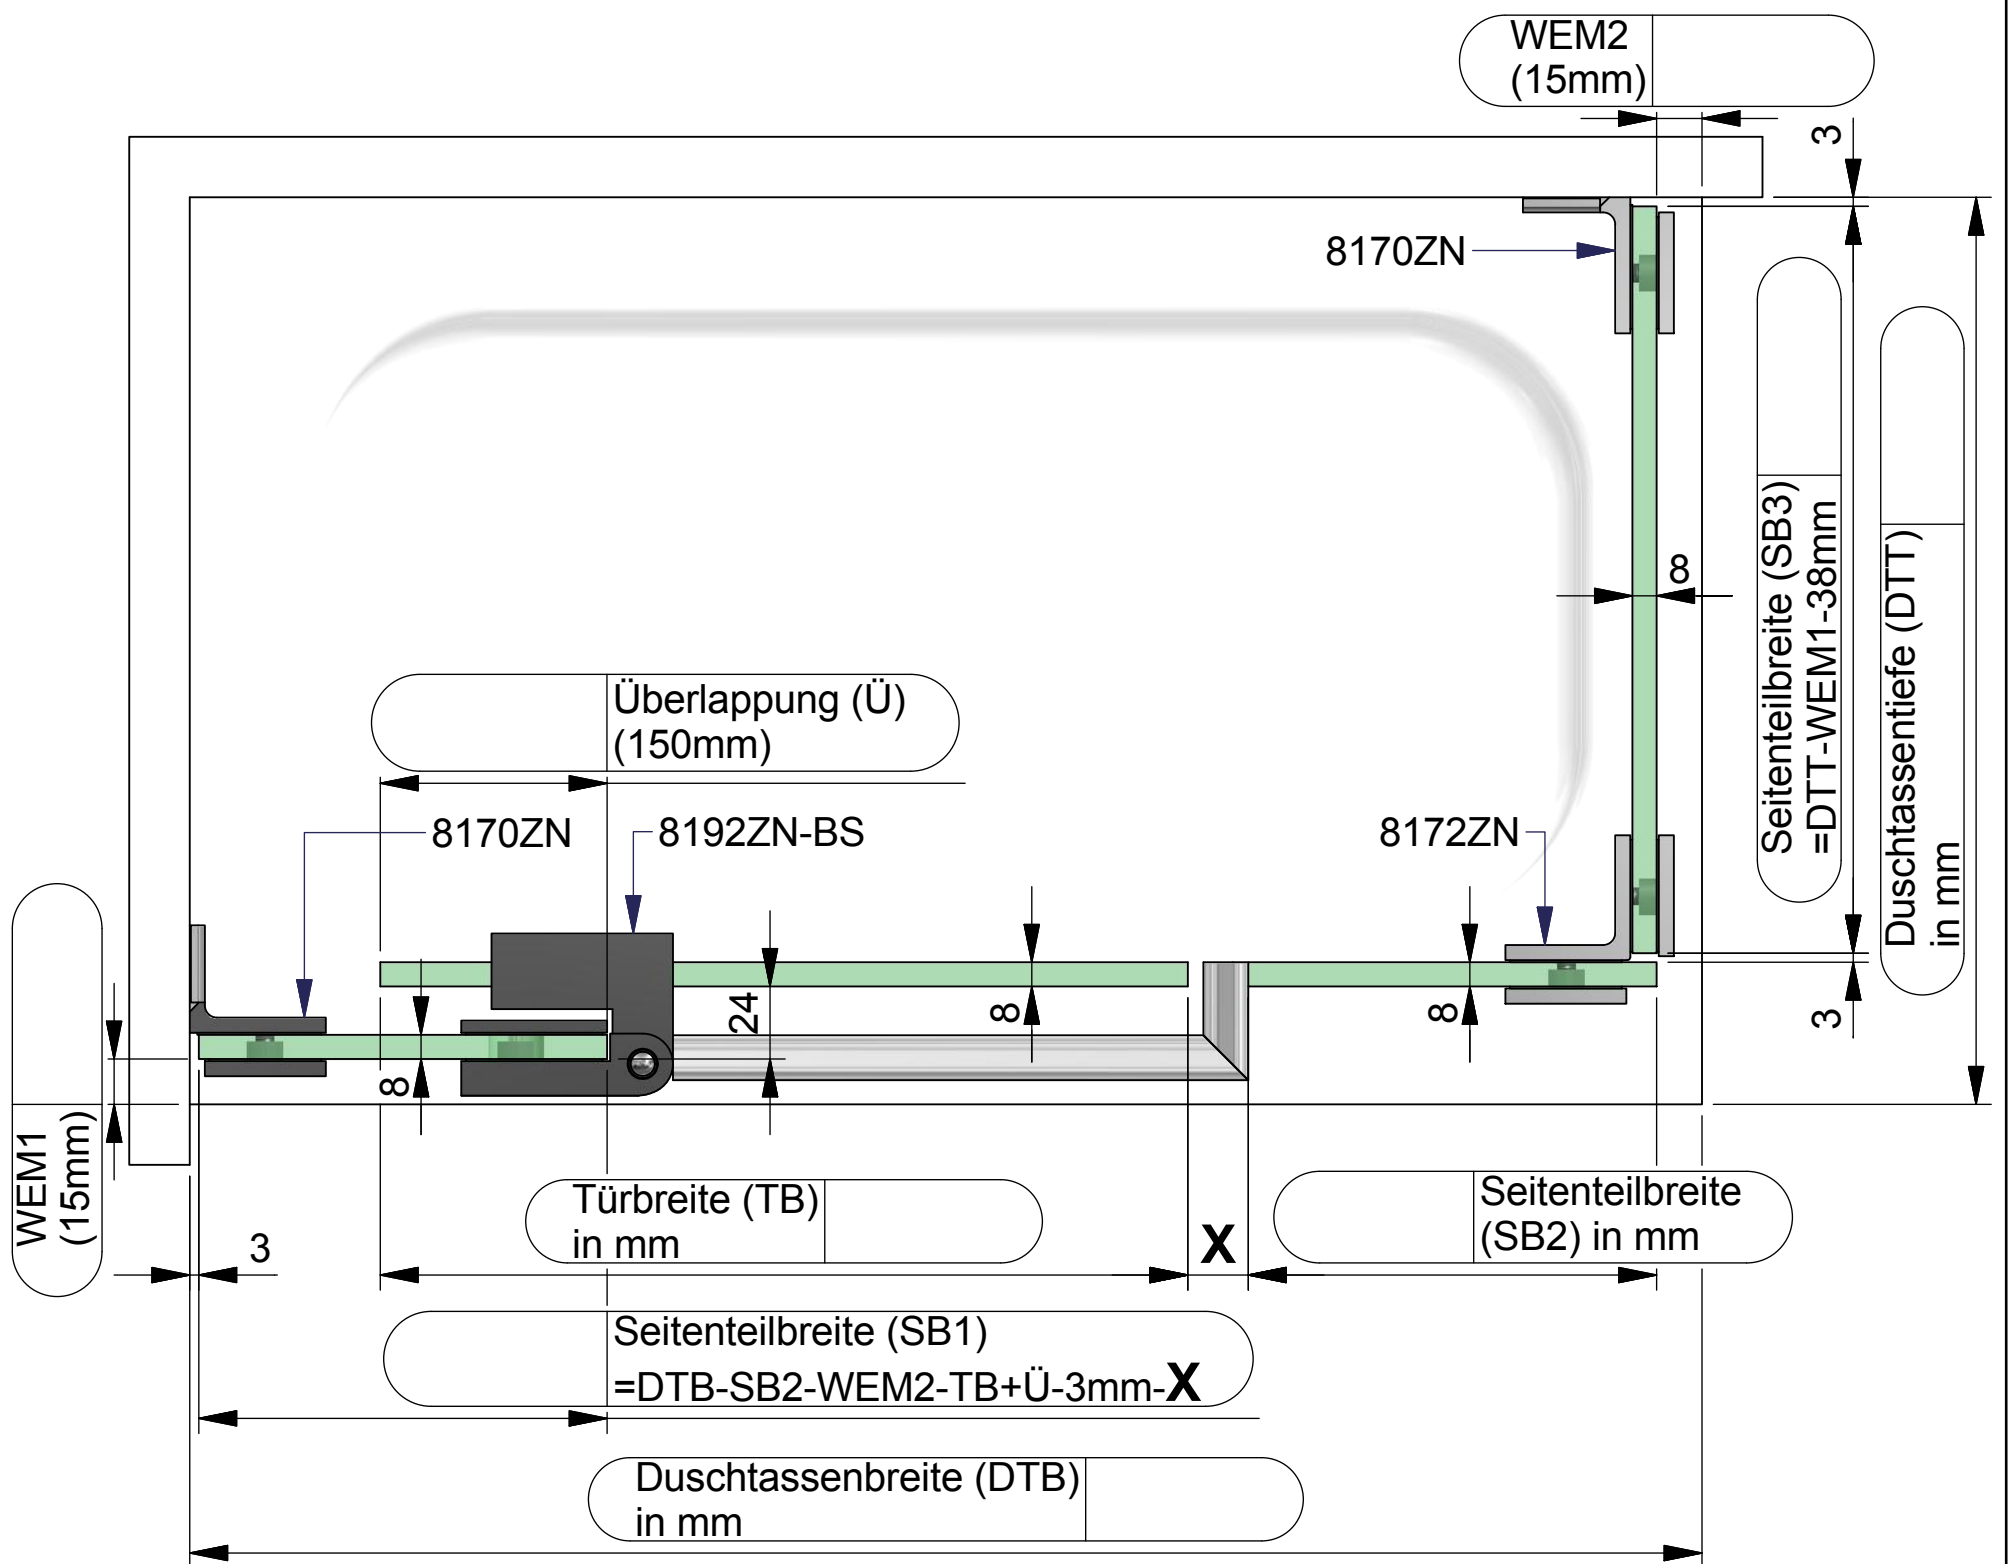 WEM2
(15mm)
3
8170ZN
8
Seitenteilbreite (SB3)
=DTT-WEM1-38mm
Duschtassentiefe (DTT)
in mm
Überlappung (Ü)
(150mm)
8170ZN
8192ZN-BS
8172ZN
24
8
8
8
3
WEM1
(15mm)
3
Türbreite (TB)
in mm
X
Seitenteilbreite
(SB2) in mm
Seitenteilbreite (SB1)
=DTB-SB2-WEM2-TB+Ü-3mm-X
Duschtassenbreite (DTB)
in mm